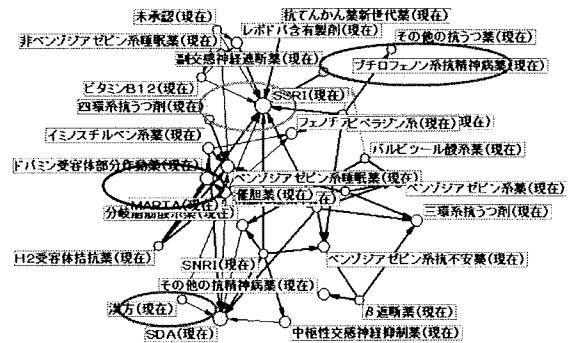 未承認(現在)
抗てんかん薬新世代薬(現在)
レボドパ含有製剤(現在)
非ベンゾジアゼピン系睡眠薬(現在)
その他の抗うつ薬(現在)
副交感神経遮断薬(現在)
ブチロフェノン系抗精神病薬(現在)
ビタミンB12(現在)
SSRI(現在)
四環系抗うつ剤(現在)
イミノスチルベン系薬(現在)
バルビツール酸系薬(現在)
ドパミン受容体部分作動薬(現在)
ベンゾジアゼピン系睡眠薬(現在)
ベンゾジアゼピン系薬(現在)
催胆薬(現在)
MARTA(現在)
分岐脂肪酸系薬(現在)
三環系抗うつ剤(現在)
H2受容体拮抗薬(現在)
SNRI(現在)
ベンゾジアゼピン系抗不安薬(現在)
その他の抗精神病薬(現在)
漢方(現在)
β遮断薬(現在)
SDA(現在)
中枢性交感神経抑制薬(現在)